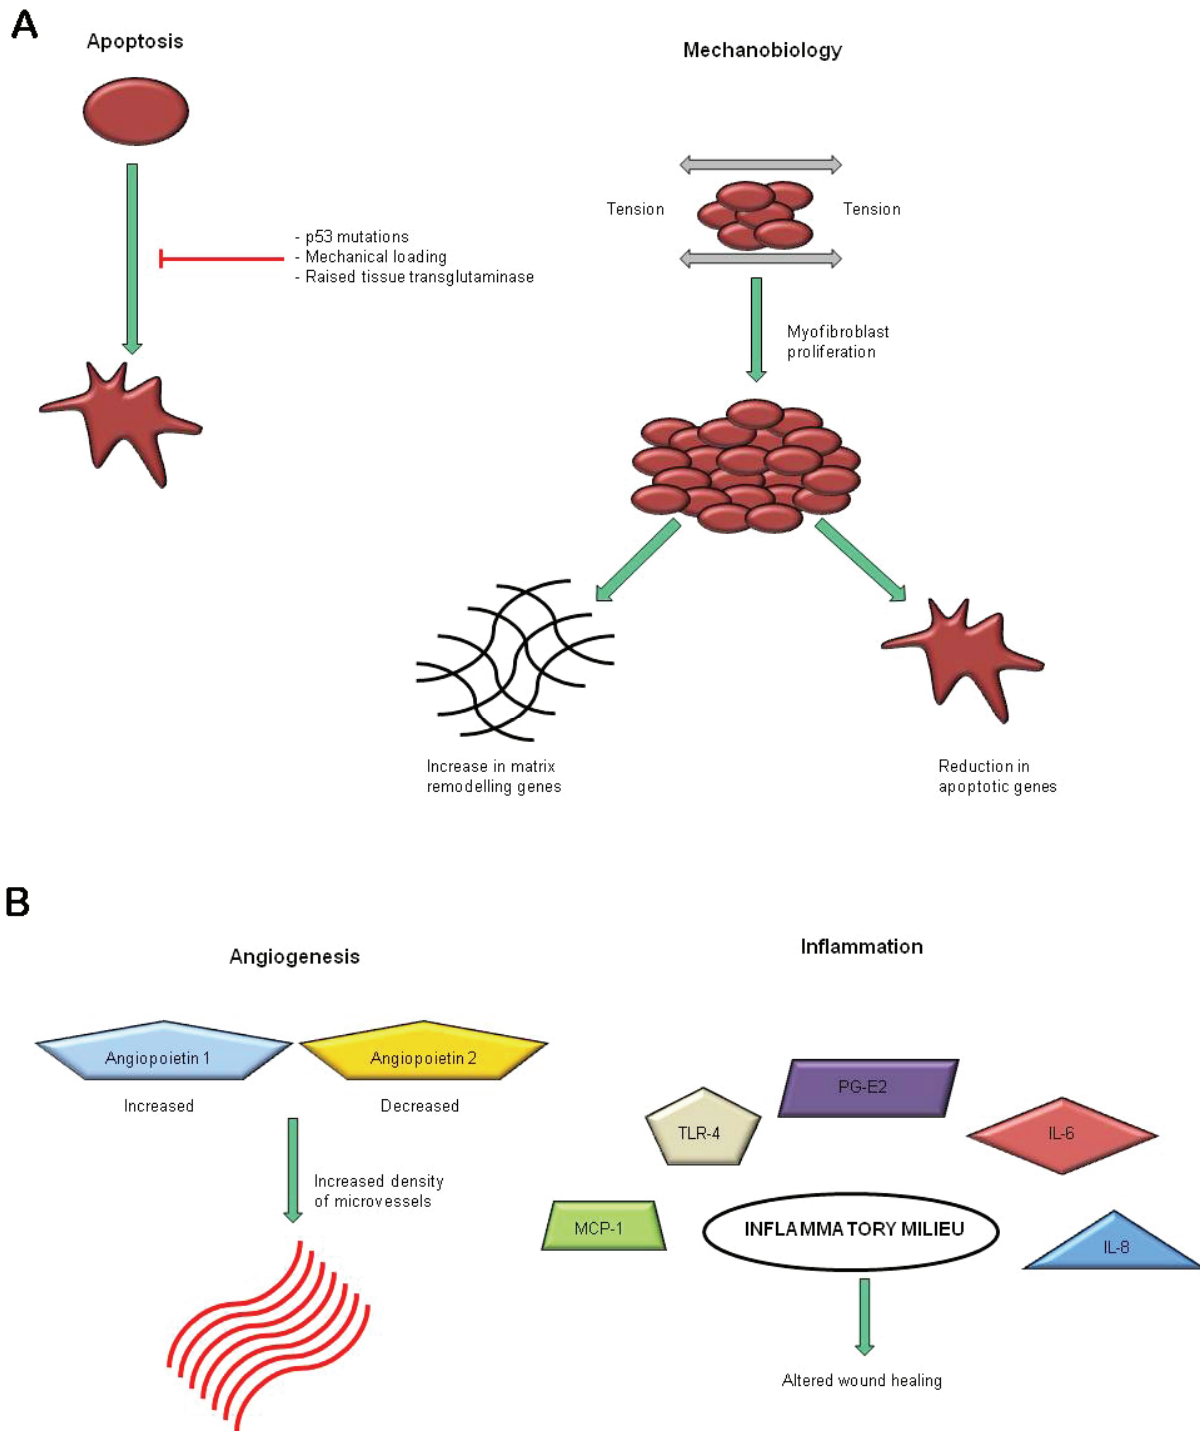 A
Apoptosis
Mechanobiology
Tension
Tension
- p53 mutations
- Mechanical loading
- Raised tissue transglutaminase
Myofibroblast
proliferation
Increase in matrix
remodelling genes
Reduction in
apoptotic genes
B
Angiogenesis
Inflammation
Angiopoietin 1
Angiopoietin 2
Increased
Decreased
Increased density
of microvessels
PG-E2
TLR-4
IL-6
MCP-1
INFLAMMATORY MILIEU
IL-8
Altered wound healing